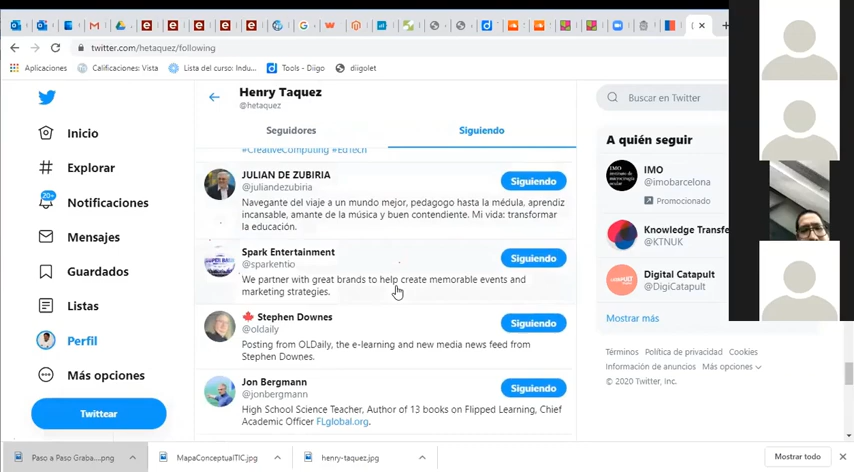 twitter.com/hetaquez/following
Aplicaciones
Calificaciones: Vista
Lista del curso: Indu...
Tools - Diigo
diigolet
Henry Taquez
@hetaquez
Seguidores
Siguiendo
#CreativeComputing #EdTech
JULIAN DE ZUBIRIA
@juliandezubiria
Siguiendo
Navegante del viaje a un mundo mejor, pedagogo hasta la médula, aprendiz
incansable, amante de la música y buen contendiente. Mi vida: transformar
la educación.
Spark Entertainment
@sparkentio
Siguiendo
We partner with great brands to help create memorable events and
marketing strategies.
Stephen Downes
@oldaily
Siguiendo
Posting from OLDaily, the e-learning and new media news feed from
Stephen Downes.
Jon Bergmann
@jonbergmann
Siguiendo
High School Science Teacher, Author of 13 books on Flipped Learning, Chief
Academic Officer FLglobal.org.
Inicio
Explorar
20+
Notificaciones
Mensajes
Guardados
Listas
Perfil
Más opciones
Twittear
Buscar en Twitter
A quién seguir
IMO
@imobarcelona
Promocionado
Knowledge Transfe
@KTNUK
Digital Catapult
@DigiCatapult
Mostrar más
Términos Política de privacidad Cookies
Información de anuncios Más opciones
© 2020 Twitter, Inc.
Paso a Paso Graba....png
MapaConceptualTIC.jpg
henry-taquez.jpg
Mostrar todo